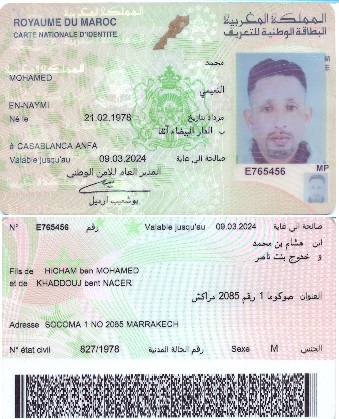 ROYAUME DU MAROC
المملكة المغربية
CARTE NATIONALE D'IDENTITE
البطاقة الوطنية للتعريف
محمد
MOHAMED
النعيمي
EN-NAYMI
Né le 21.02.1978 مزداد بتاريخ
ب الدار البيضاء أنفا
à CASABLANCA ANFA
Valable jusqu'au 09.03.2024 صالحة الى غاية
المدير العام للأمن الوطني
بوشعيب ارميل
E765456
MP
N° E765456 رقم Valable jusqu'au 09.03.2024 صالحة الى غاية
ابن هشام بن محمد
و خدوج بنت ناصر
Fils de HICHAM ben MOHAMED
et de KHADDOUJ bent NACER
العنوان صوكوما 1 رقم 2085 مراكش
Adresse SOCOMA 1 NO 2085 MARRAKECH
N° état civil 827/1978 رقم الحالة المدنية Sexe M الجنس